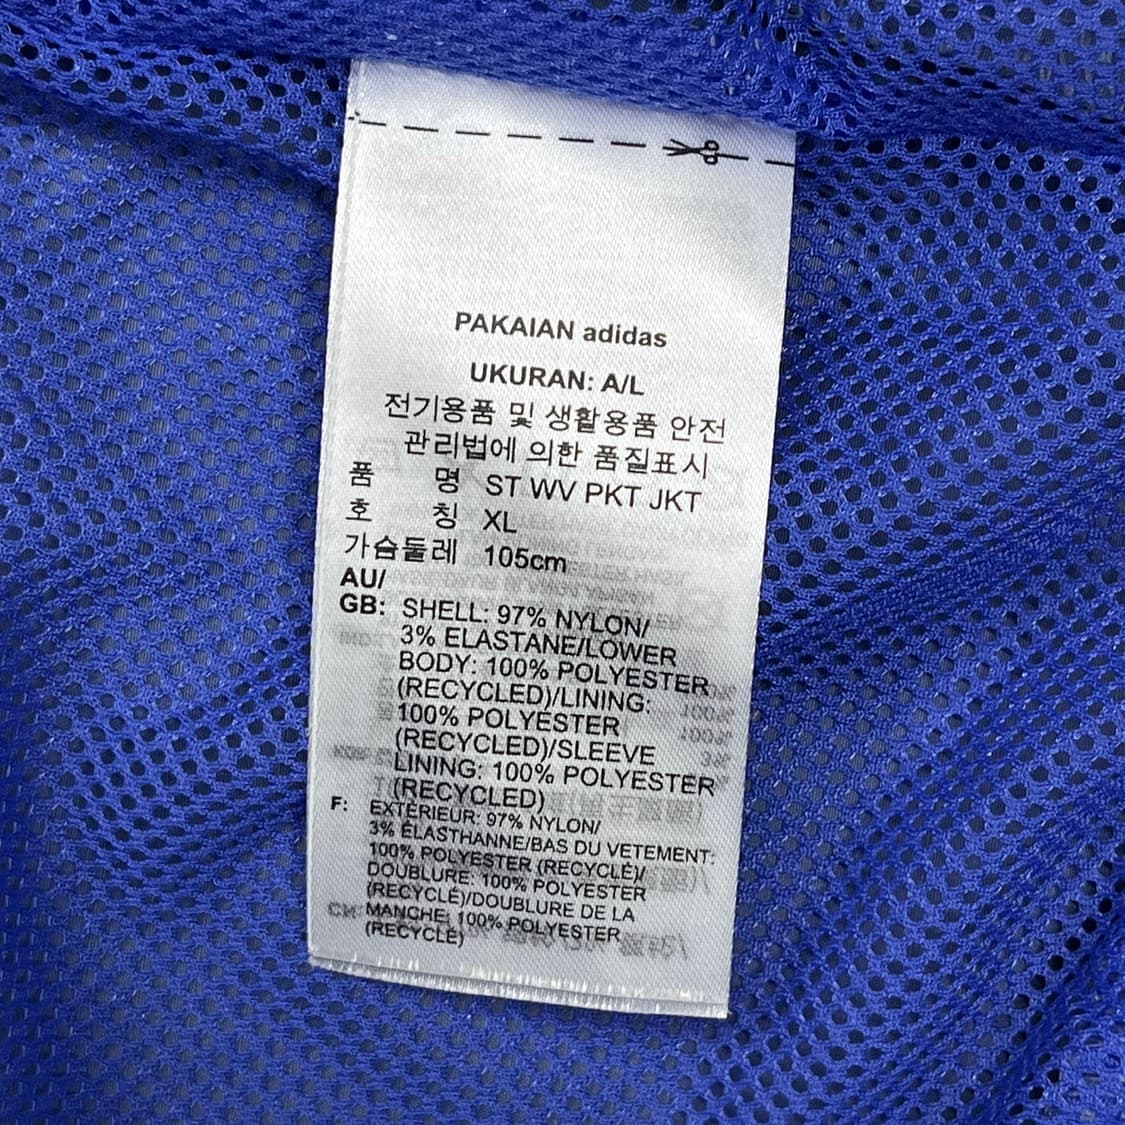 PAKAIAN adidas
UKURAN: A/L
전기용품 및 생활용품 안전
관리법에 의한 품질표시
품 명 ST WV PKT JKT
호 칭 XL
가슴둘레 105cm
AU/
GB: SHELL: 97% NYLON/
3% ELASTANE/LOWER
BODY: 100% POLYESTER
(RECYCLED)/LINING:
100% POLYESTER
(RECYCLED)/SLEEVE
LINING: 100% POLYESTER
(RECYCLED)
F: EXTÉRIEUR: 97% NYLON/
3% ÉLASTHANNE/BAS DU VETEMENT:
100% POLYESTER (RECYCLÉ)/
DOUBLURE: 100% POLYESTER
(RECYCLÉ)/DOUBLURE DE LA
MANCHE: 100% POLYESTER
(RECYCLÉ)